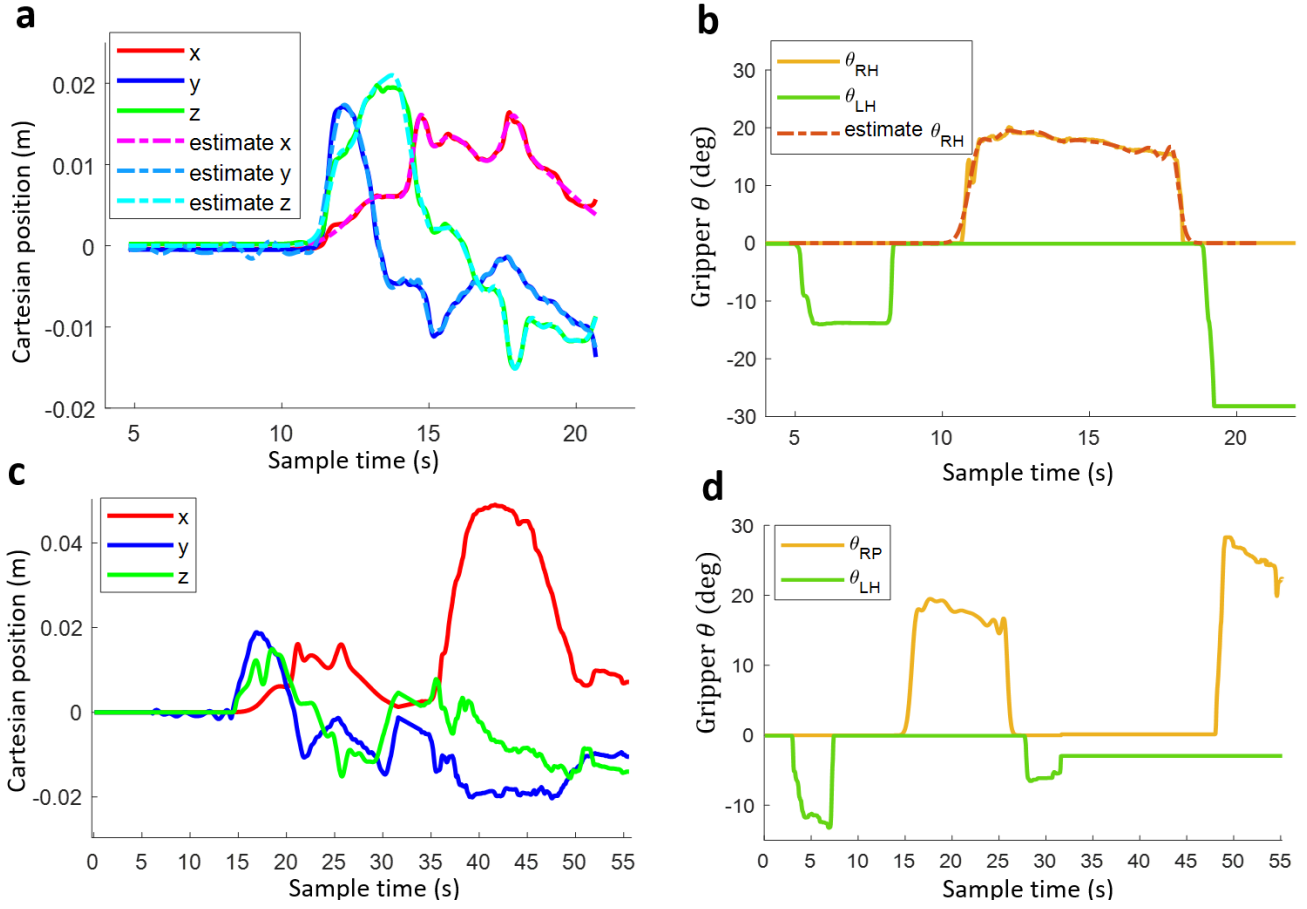 a
x
y
z
estimate x
estimate y
estimate z
0.02
0.01
0
-0.01
-0.02
Cartesian position (m)
5
10
15
20
Sample time (s)
b
θRH
θLH
estimate θRH
30
20
10
0
-10
-20
-30
Gripper θ (deg)
5
10
15
20
Sample time (s)
c
x
y
z
0.04
0.02
0
-0.02
Cartesian position (m)
0
5
10
15
20
25
30
35
40
45
50
55
Sample time (s)
d
θRP
θLH
30
20
10
0
-10
Gripper θ (deg)
0
5
10
15
20
25
30
35
40
45
50
55
Sample time (s)